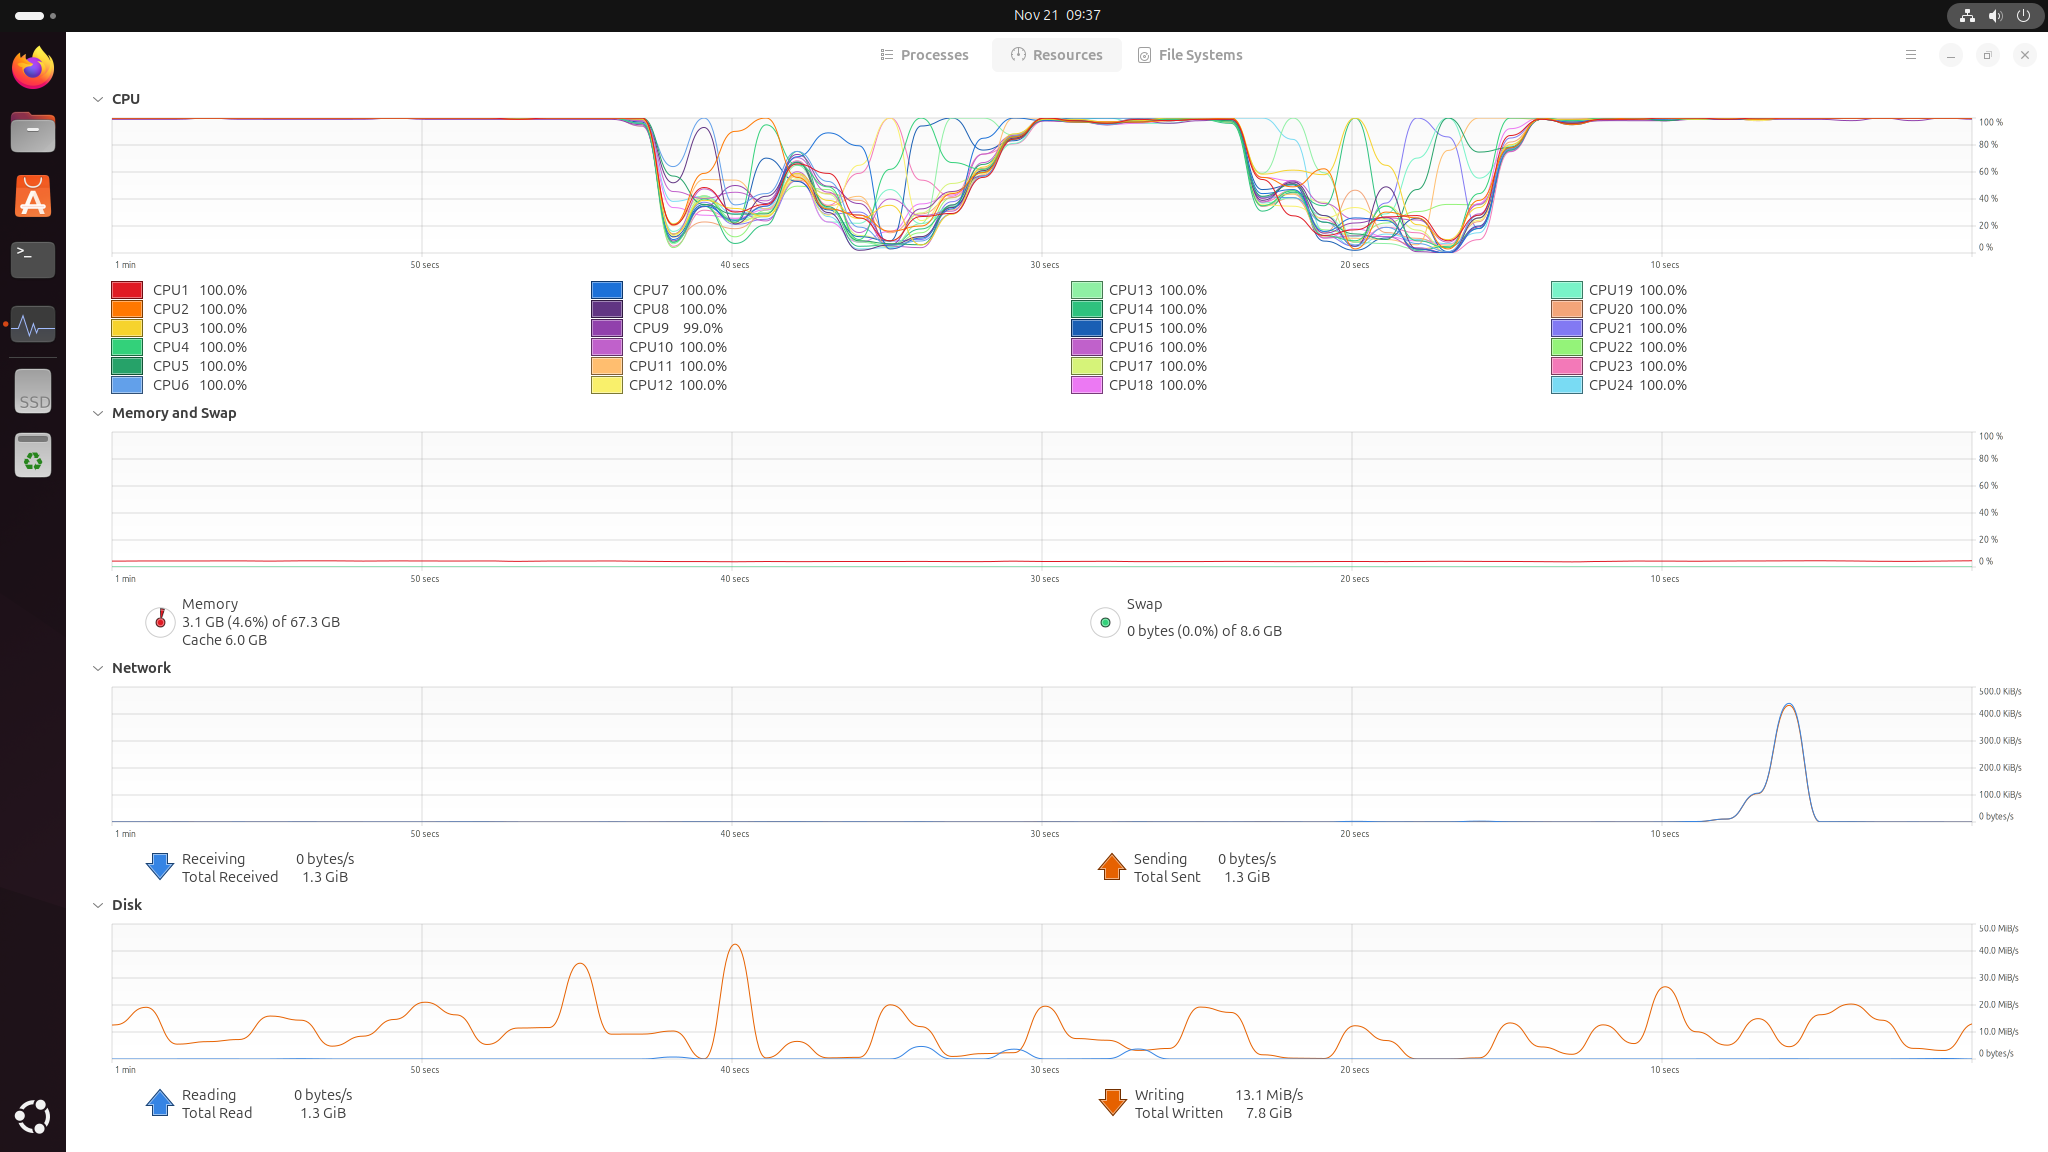 Nov 21 09:37
Processes Resources File Systems
CPU
100 %
80 %
60 %
40 %
20 %
0 %
1 min 50 secs 40 secs 30 secs 20 secs 10 secs
CPU1 100.0% CPU7 100.0% CPU13 100.0% CPU19 100.0%
CPU2 100.0% CPU8 100.0% CPU14 100.0% CPU20 100.0%
CPU3 100.0% CPU9 99.0% CPU15 100.0% CPU21 100.0%
CPU4 100.0% CPU10 100.0% CPU16 100.0% CPU22 100.0%
CPU5 100.0% CPU11 100.0% CPU17 100.0% CPU23 100.0%
CPU6 100.0% CPU12 100.0% CPU18 100.0% CPU24 100.0%
SSD
Memory and Swap
100 %
80 %
60 %
40 %
20 %
0 %
1 min 50 secs 40 secs 30 secs 20 secs 10 secs
Memory
3.1 GB (4.6%) of 67.3 GB
Cache 6.0 GB
Swap
0 bytes (0.0%) of 8.6 GB
Network
500.0 KiB/s
400.0 KiB/s
300.0 KiB/s
200.0 KiB/s
100.0 KiB/s
0 bytes/s
1 min 50 secs 40 secs 30 secs 20 secs 10 secs
Receiving 0 bytes/s
Total Received 1.3 GiB
Sending 0 bytes/s
Total Sent 1.3 GiB
Disk
50.0 MiB/s
40.0 MiB/s
30.0 MiB/s
20.0 MiB/s
10.0 MiB/s
0 bytes/s
1 min 50 secs 40 secs 30 secs 20 secs 10 secs
Reading 0 bytes/s
Total Read 1.3 GiB
Writing 13.1 MiB/s
Total Written 7.8 GiB